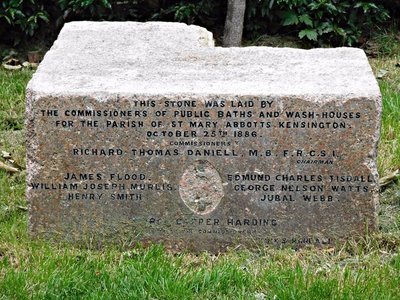 THIS STONE WAS LAID BY
THE COMMISSIONERS OF PUBLIC BATHS AND WASH-HOUSES
FOR THE PARISH OF ST MARY ABBOTTS KENSINGTON.
OCTOBER 25TH 1886.
COMMISSIONERS
RICHARD THOMAS DANIELL, M.B. F.R.C.S.I.
CHAIRMAN.
JAMES FLOOD. EDMUND CHARLES TISDALL
WILLIAM JOSEPH MURLIS. GEORGE NELSON WATTS.
HENRY SMITH. JUBAL WEBB.
HARDING